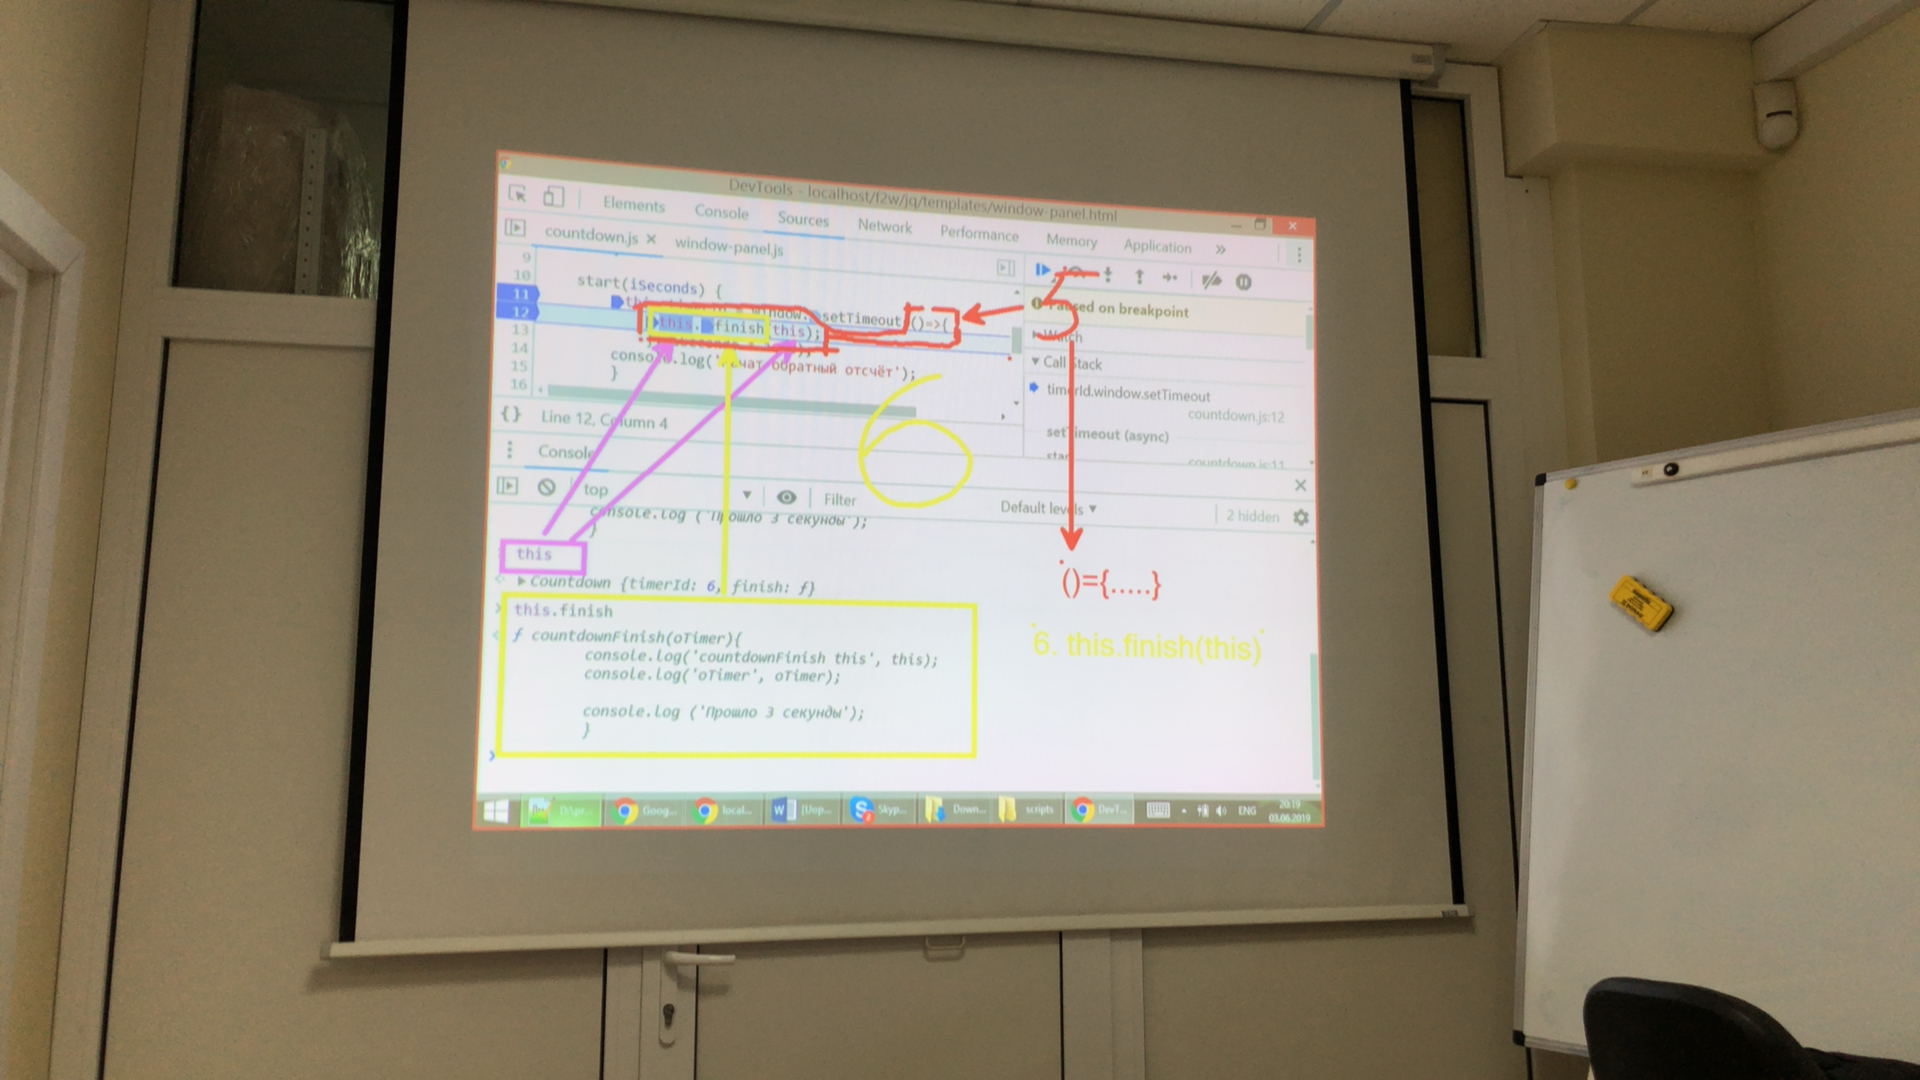 DevTools - localhost/f2w/jq/templates/window-panel.html
Elements Console Sources Network Performance Memory Application »
countdown.js × window-panel.js
9
10
start(iSeconds) {
11
window. setTimeout( ()=>{
12
this. finish(this);
13
14
console.log(' обратный отсчёт');
15
}
16
Paused on breakpoint
Watch
Call Stack
timerId.window.setTimeout
countdown.js:12
setTimeout (async)
countdown.js:11
{} Line 12, Column 4
Console
top Filter Default levels 2 hidden
console.log ('Прошло 3 секунды');
}
this
Countdown {timerId: 6, finish: ƒ}
this.finish
ƒ countdownFinish(oTimer){
console.log('countdownFinish this', this);
console.log('oTimer', oTimer);
console.log ('Прошло 3 секунды');
}
5
6
()={.....}
6. this.finish(this)
Goog... local... [Uop... Skyp... Down... scripts DevT... ENG 20:19
03.06.2019